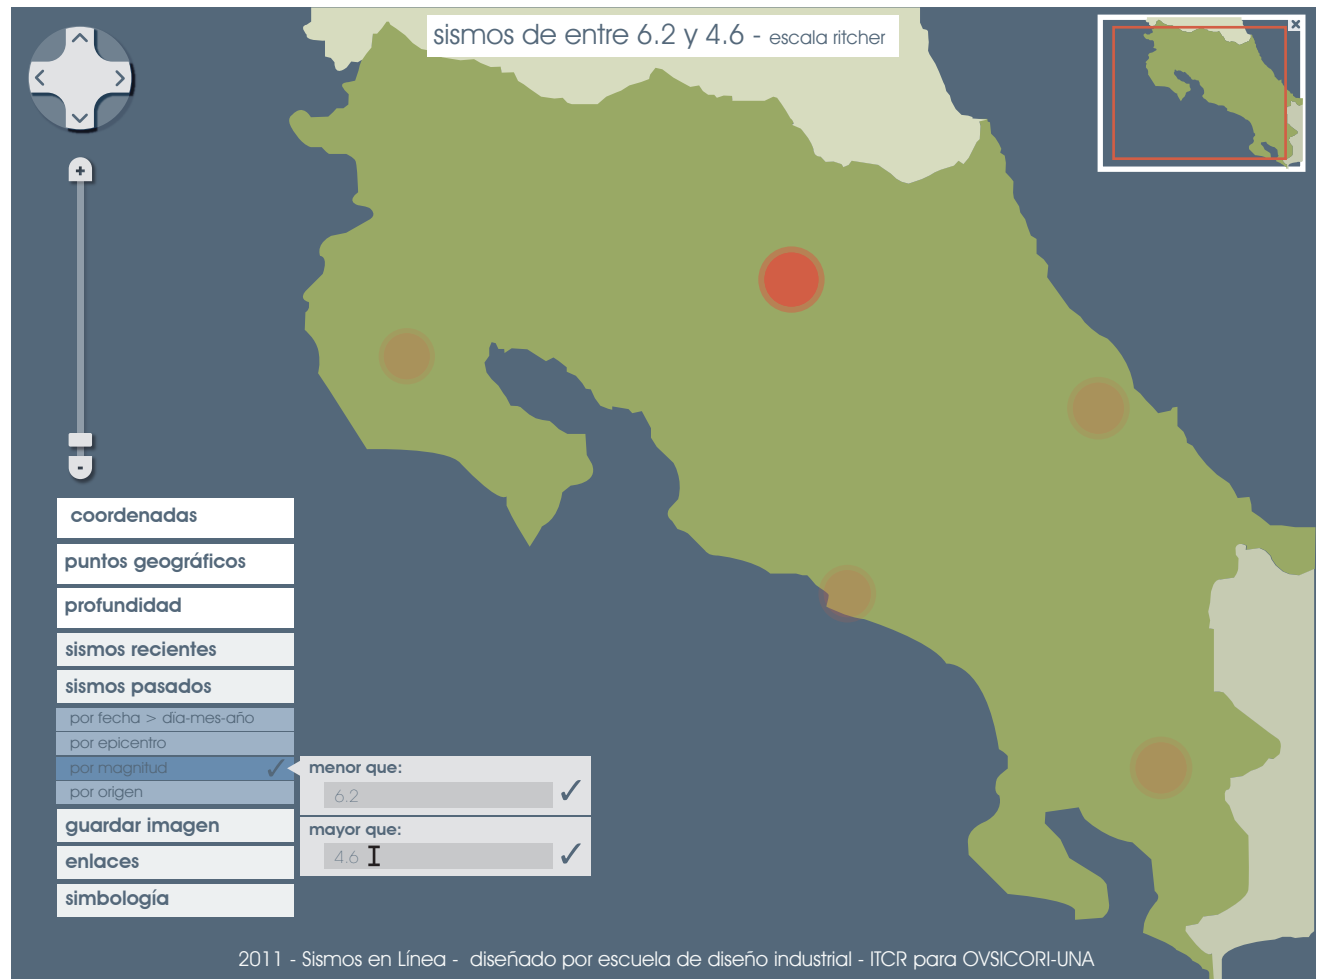 sismos de entre 6.2 y 4.6 - escala ritcher
coordenadas
puntos geográficos
profundidad
sismos recientes
sismos pasados
por fecha > día-mes-año
por epicentro
por magnitud
por origen
menor que:
6.2
mayor que:
4.6
guardar imagen
enlaces
simbología
2011 - Sismos en Línea - diseñado por escuela de diseño industrial - ITCR para OVSICORI-UNA